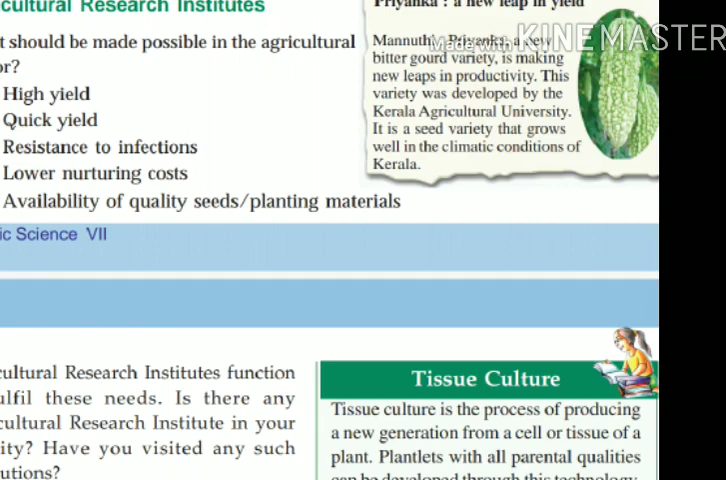 cultural Research Institutes
t should be made possible in the agricultural
or?
High yield
Quick yield
Resistance to infections
Lower nurturing costs
Availability of quality seeds/planting materials
Priyanka : a new leap in yield
Mannuthi Priyanka, a new
bitter gourd variety, is making
new leaps in productivity. This
variety was developed by the
Kerala Agricultural University.
It is a seed variety that grows
well in the climatic conditions of
Kerala.
Made with KINEMASTER
ic Science VII
cultural Research Institutes function
ulfil these needs. Is there any
cultural Research Institute in your
ity? Have you visited any such
utions?
Tissue Culture
Tissue culture is the process of producing
a new generation from a cell or tissue of a
plant. Plantlets with all parental qualities
can be developed through this technology.